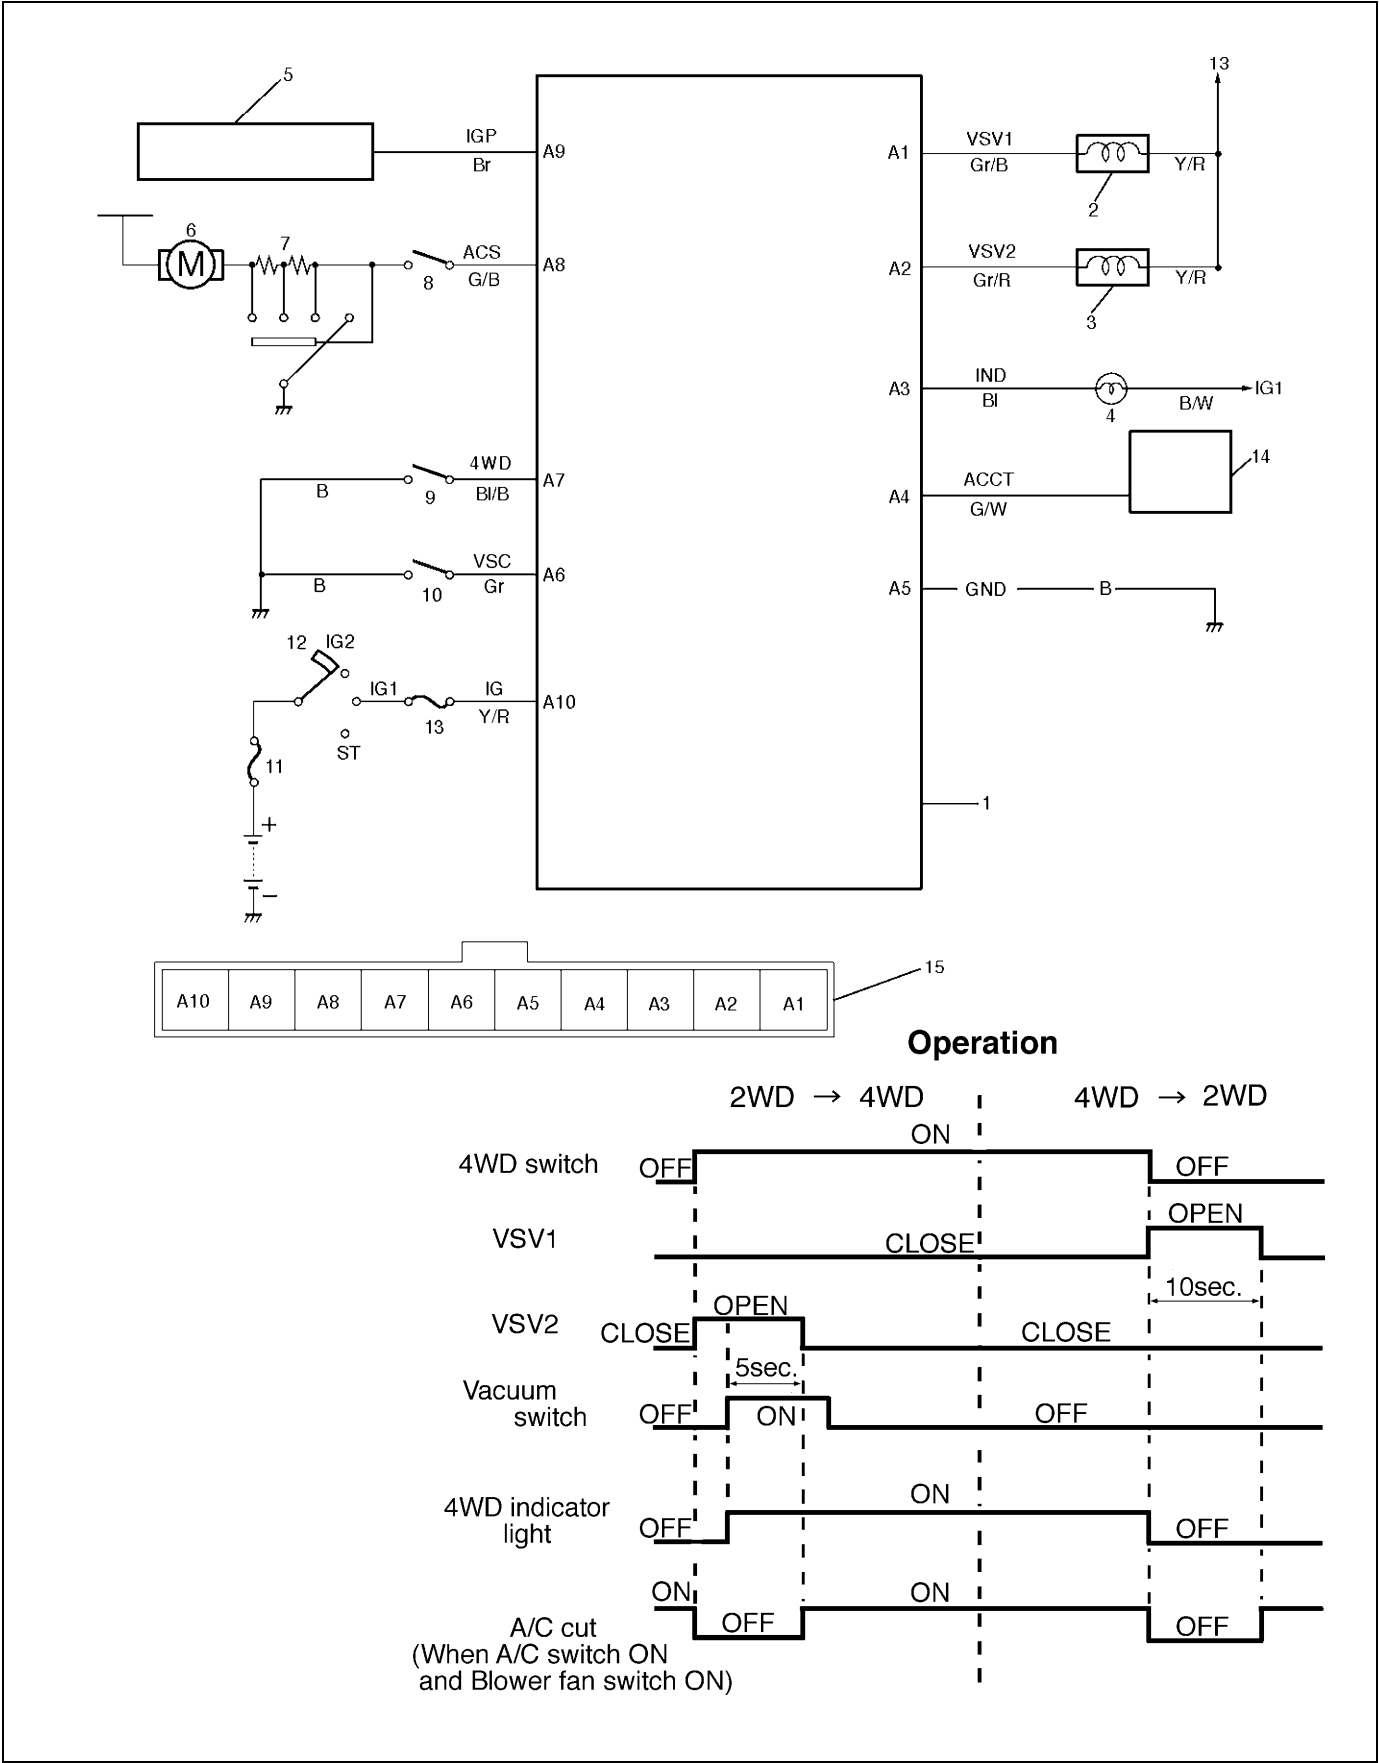 5
13
IGP
Br
A9
A1
VSV1
Gr/B
Y/R
2
6
M
7
8
ACS
G/B
A8
A2
VSV2
Gr/R
Y/R
3
A3
IND
Bl
4
B/W
IG1
B
9
4WD
Bl/B
A7
A4
ACCT
G/W
14
B
10
VSC
Gr
A6
A5
GND
B
12
IG2
IG1
13
IG
Y/R
A10
ST
11
+
−
1
A10 A9 A8 A7 A6 A5 A4 A3 A2 A1
15
Operation
2WD → 4WD
4WD → 2WD
4WD switch
OFF
ON
OFF
VSV1
CLOSE
OPEN
10sec.
VSV2
CLOSE
OPEN
CLOSE
5sec.
Vacuum
switch
OFF
ON
OFF
4WD indicator
light
OFF
ON
OFF
ON
OFF
ON
OFF
A/C cut
(When A/C switch ON
and Blower fan switch ON)